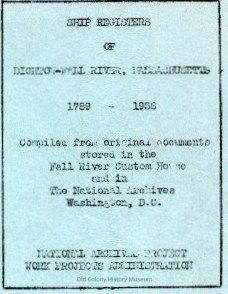 SHIP REGISTERS
OF
DIGHTON-FALL RIVER, MASSACHUSETTS
1789 - 1938
Compiled from original documents
stored in the
Fall River Custom House
and in
The National Archives
Washington, D.C.
NATIONAL ARCHIVES PROJECT
WORK PROJECTS ADMINISTRATION
Old Colony History Museum